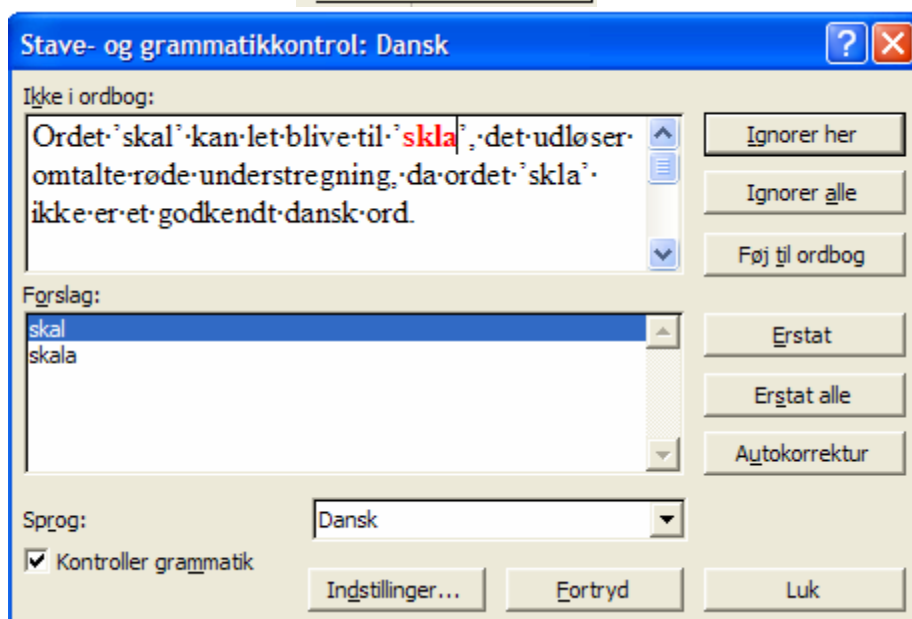 Stave- og grammatikkontrol: Dansk
Ikke i ordbog:
Ordet·’skal’·kan·let·blive·til·’skla’,·det·udløser·
omtalte·røde·understregning,·da·ordet·’skla’·
ikke·er·et·godkendt·dansk·ord.
Ignorer her
Ignorer alle
Føj til ordbog
Forslag:
skal
skala
Erstat
Erstat alle
Autokorrektur
Sprog:
Dansk
Kontroller grammatik
Indstillinger...
Fortryd
Luk